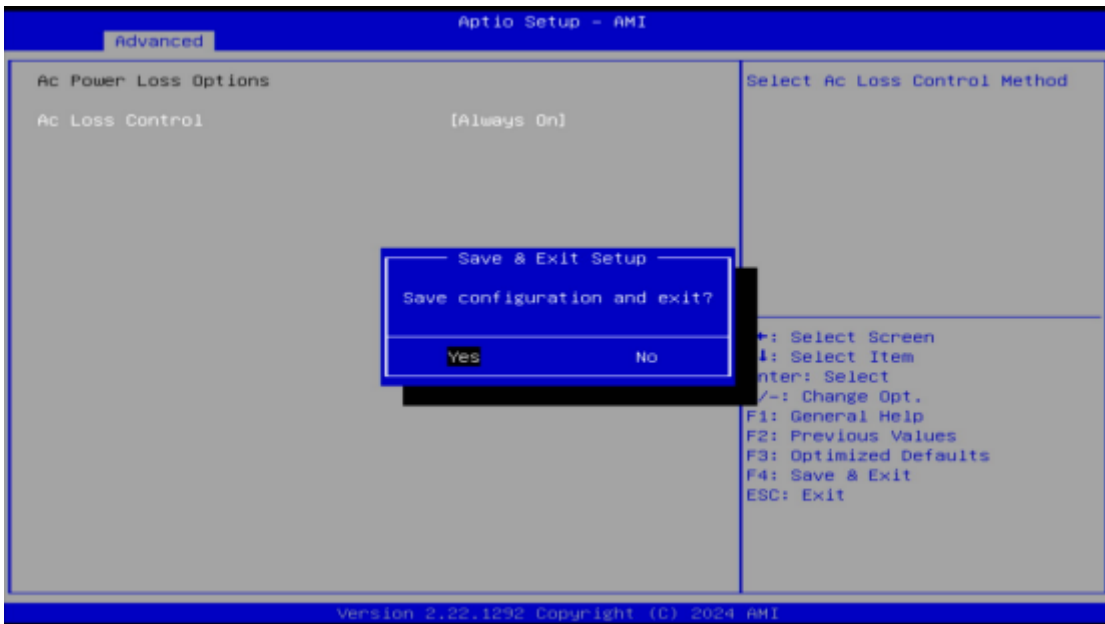 Aptio Setup - AMI
Advanced
Ac Power Loss Options
Ac Loss Control [Always On]
Select Ac Loss Control Method
Save & Exit Setup
Save configuration and exit?
Yes No
: Select Screen
: Select Item
nter: Select
/-: Change Opt.
F1: General Help
F2: Previous Values
F3: Optimized Defaults
F4: Save & Exit
ESC: Exit
Version 2.22.1292 Copyright (C) 2024 AMI